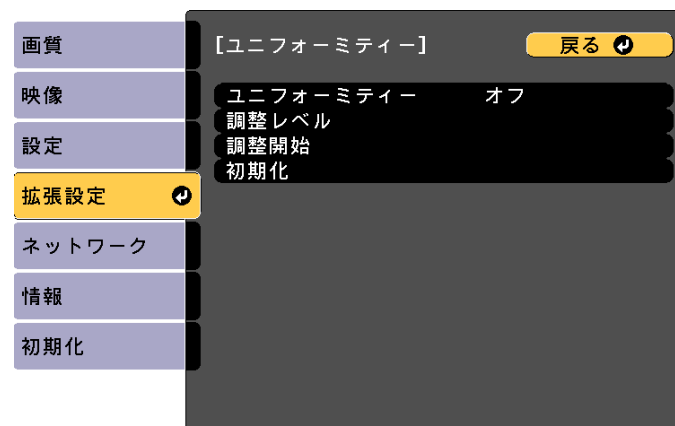 画質
映像
設定
拡張設定
ネットワーク
情報
初期化
[ユニフォーミティー] 戻る
ユニフォーミティー オフ
調整レベル
調整開始
初期化